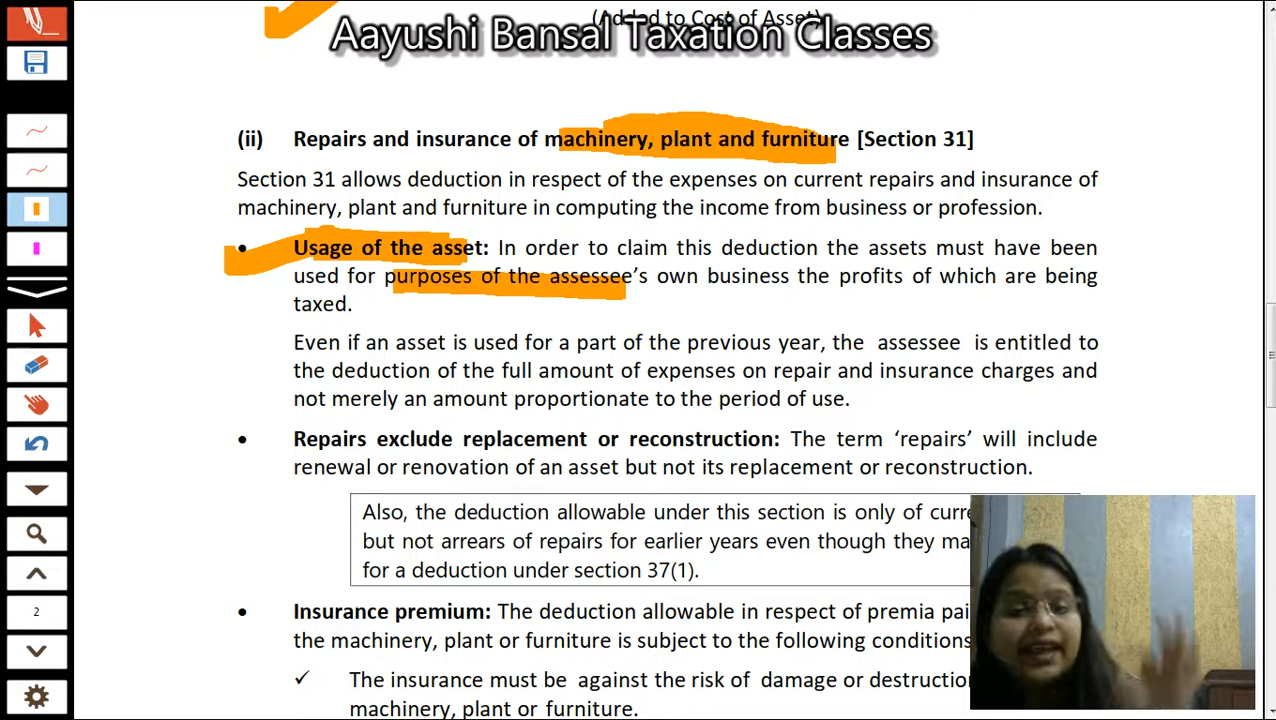 (Added to Cost of Asset)
Aayushi Bansal Taxation Classes
(ii) Repairs and insurance of machinery, plant and furniture [Section 31]
Section 31 allows deduction in respect of the expenses on current repairs and insurance of
machinery, plant and furniture in computing the income from business or profession.
• Usage of the asset: In order to claim this deduction the assets must have been
used for purposes of the assessee’s own business the profits of which are being
taxed.
Even if an asset is used for a part of the previous year, the assessee is entitled to
the deduction of the full amount of expenses on repair and insurance charges and
not merely an amount proportionate to the period of use.
• Repairs exclude replacement or reconstruction: The term ‘repairs’ will include
renewal or renovation of an asset but not its replacement or reconstruction.
Also, the deduction allowable under this section is only of
but not arrears of repairs for earlier years even though they
for a deduction under section 37(1).
• Insurance premium: The deduction allowable in respect of premia
the machinery, plant or furniture is subject to the following conditions
✓ The insurance must be against the risk of damage or destruction
machinery, plant or furniture.
2